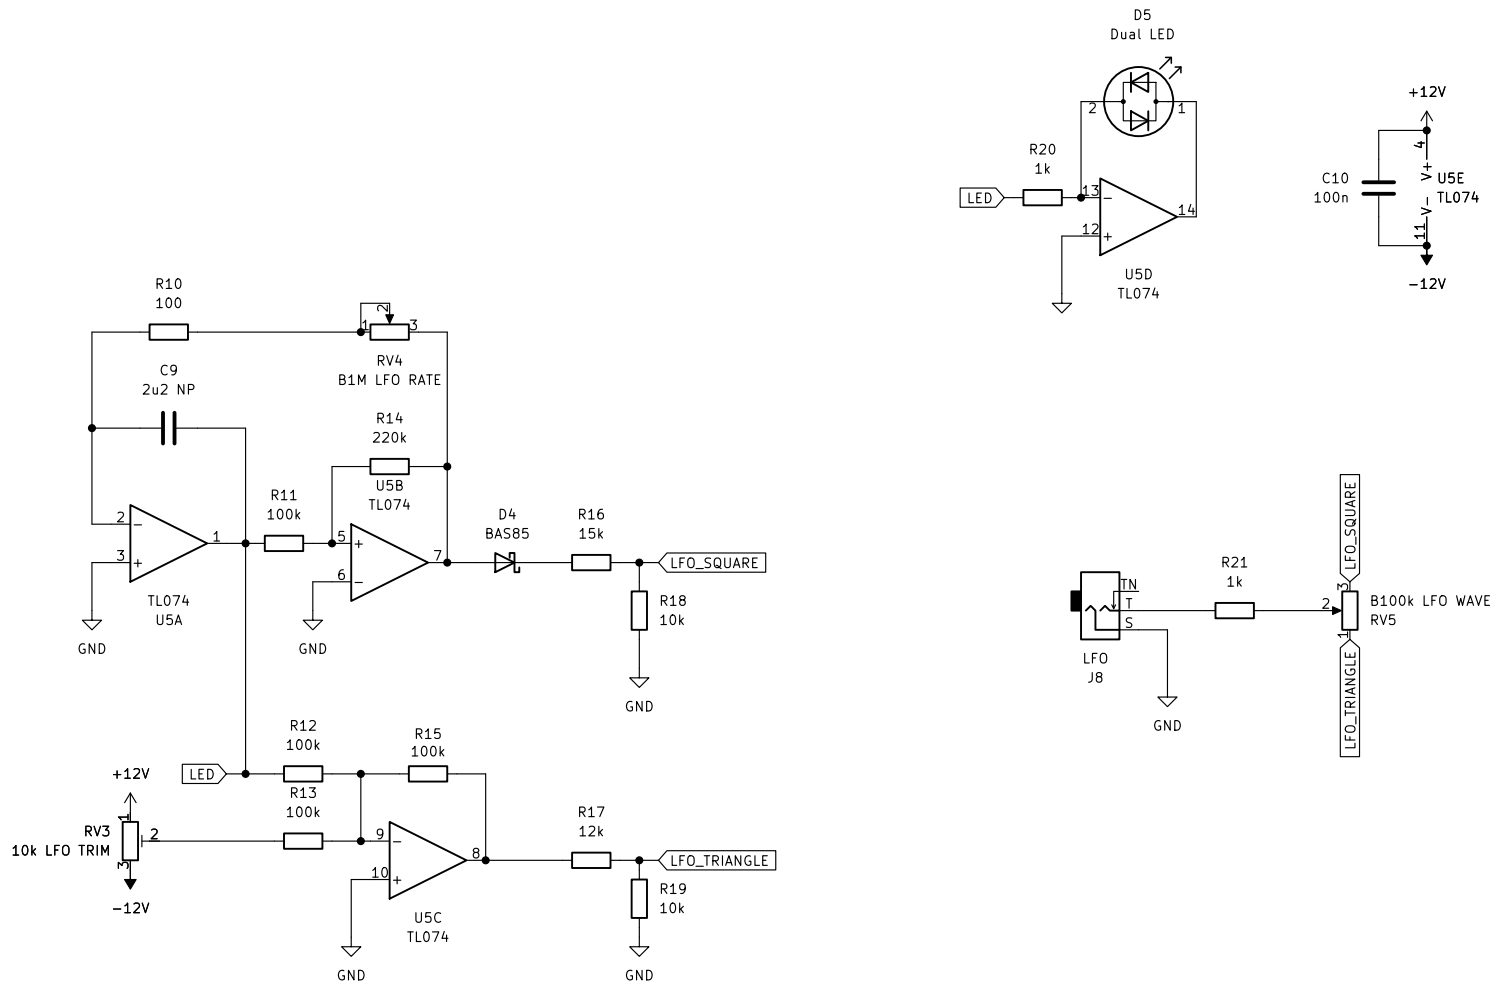 D5
Dual LED
2
1
R20
1k
LED
13
12
14
U5D
TL074
+12V
4
V+
V-
11
C10
100n
U5E
TL074
-12V
R10
100
1
2
3
RV4
B1M LFO RATE
C9
2u2 NP
R14
220k
U5B
TL074
R11
100k
2
3
1
TL074
U5A
GND
5
6
7
GND
D4
BAS85
R16
15k
LFO_SQUARE
R18
10k
GND
LFO_SQUARE
R21
1k
TN
T
S
LFO
J8
GND
2
3
1
B100k LFO WAVE
RV5
LFO_TRIANGLE
R12
100k
R15
100k
LED
R13
100k
+12V
1
2
3
RV3
10k LFO TRIM
-12V
9
10
8
U5C
TL074
GND
R17
12k
LFO_TRIANGLE
R19
10k
GND